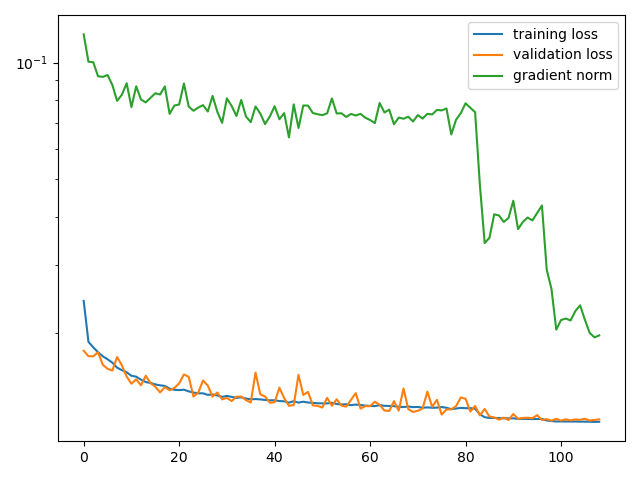 training loss
validation loss
gradient norm
10⁻¹
0 20 40 60 80 100